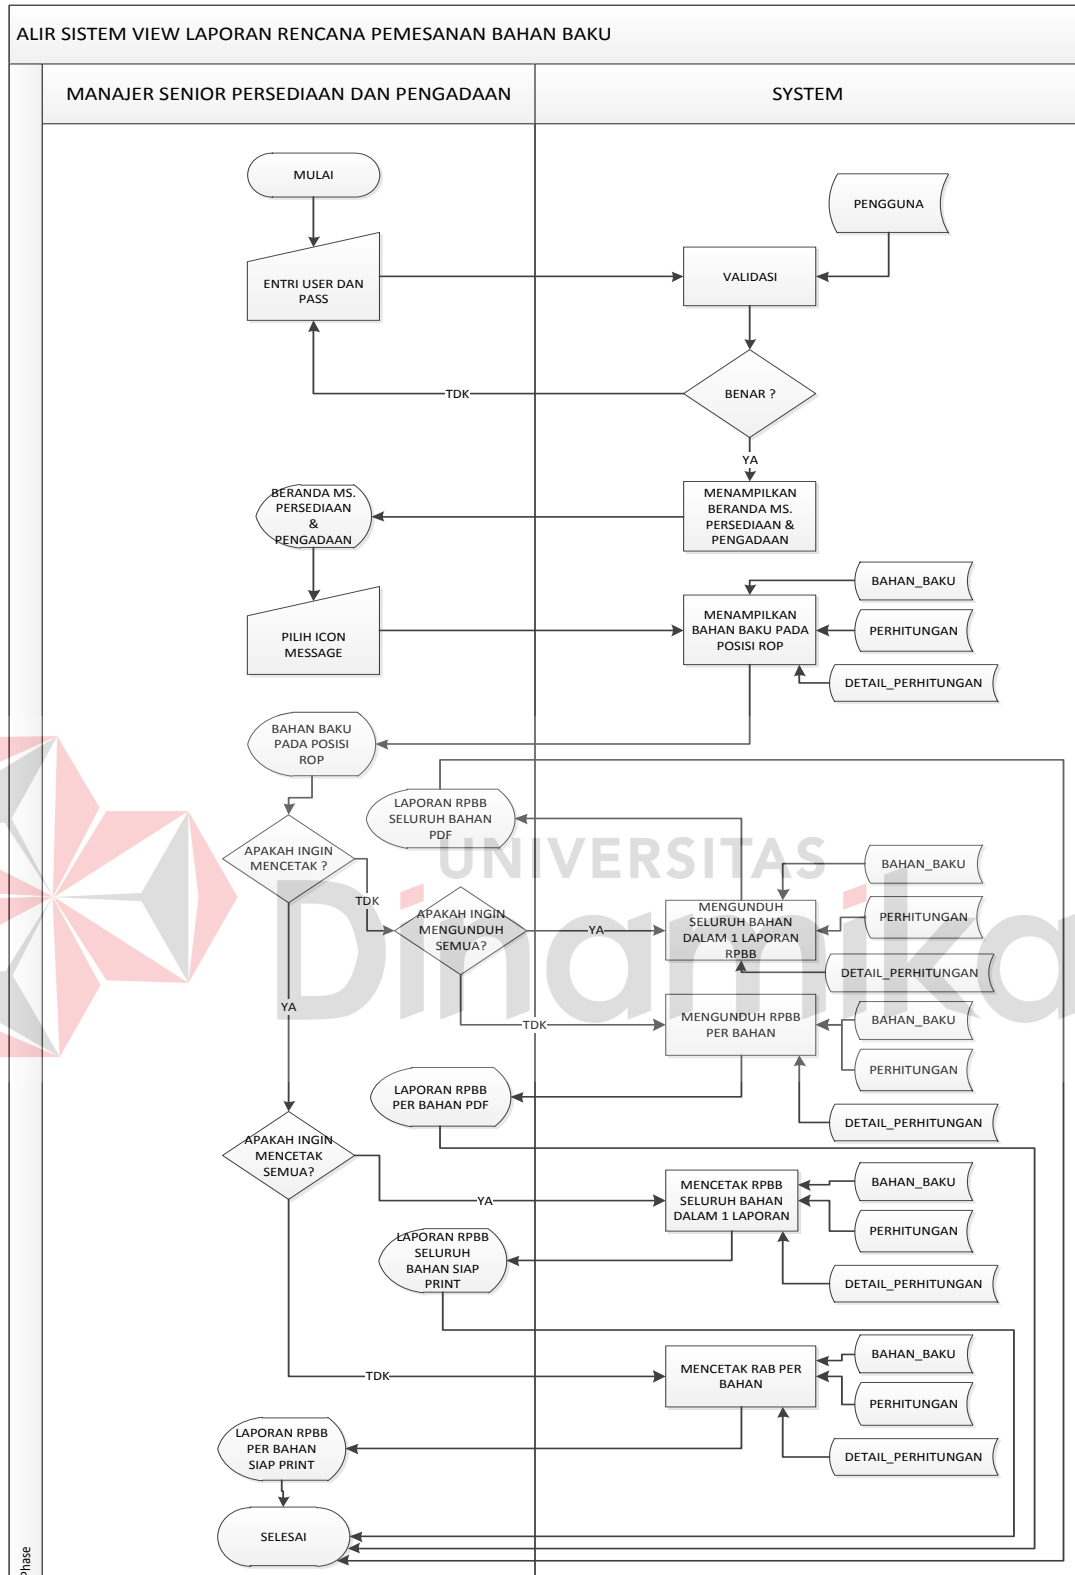 ALIR SISTEM VIEW LAPORAN RENCANA PEMESANAN BAHAN BAKU
MANAJER SENIOR PERSEDIAAN DAN PENGADAAN
SYSTEM
MULAI
PENGGUNA
ENTRI USER DAN
PASS
VALIDASI
BENAR ?
TDK
YA
BERANDA MS.
PERSEDIAAN
&
PENGADAAN
MENAMPILKAN
BERANDA MS.
PERSEDIAAN &
PENGADAAN
BAHAN_BAKU
PILIH ICON
MESSAGE
MENAMPILKAN
BAHAN BAKU PADA
POSISI ROP
PERHITUNGAN
DETAIL_PERHITUNGAN
BAHAN BAKU
PADA POSISI
ROP
LAPORAN RPBB
SELURUH BAHAN
PDF
UNIVERSITAS
Dinamika
APAKAH INGIN
MENCETAK ?
TDK
APAKAH INGIN
MENGUNDUH
SEMUA?
YA
MENGUNDUH
SELURUH BAHAN
DALAM 1 LAPORAN
RPBB
BAHAN_BAKU
PERHITUNGAN
DETAIL_PERHITUNGAN
YA
TDK
MENGUNDUH RPBB
PER BAHAN
BAHAN_BAKU
PERHITUNGAN
DETAIL_PERHITUNGAN
LAPORAN RPBB
PER BAHAN PDF
APAKAH INGIN
MENCETAK
SEMUA?
YA
MENCETAK RPBB
SELURUH BAHAN
DALAM 1 LAPORAN
BAHAN_BAKU
PERHITUNGAN
DETAIL_PERHITUNGAN
LAPORAN RPBB
SELURUH
BAHAN SIAP
PRINT
TDK
MENCETAK RAB PER
BAHAN
BAHAN_BAKU
PERHITUNGAN
DETAIL_PERHITUNGAN
LAPORAN RPBB
PER BAHAN
SIAP PRINT
SELESAI
Phase